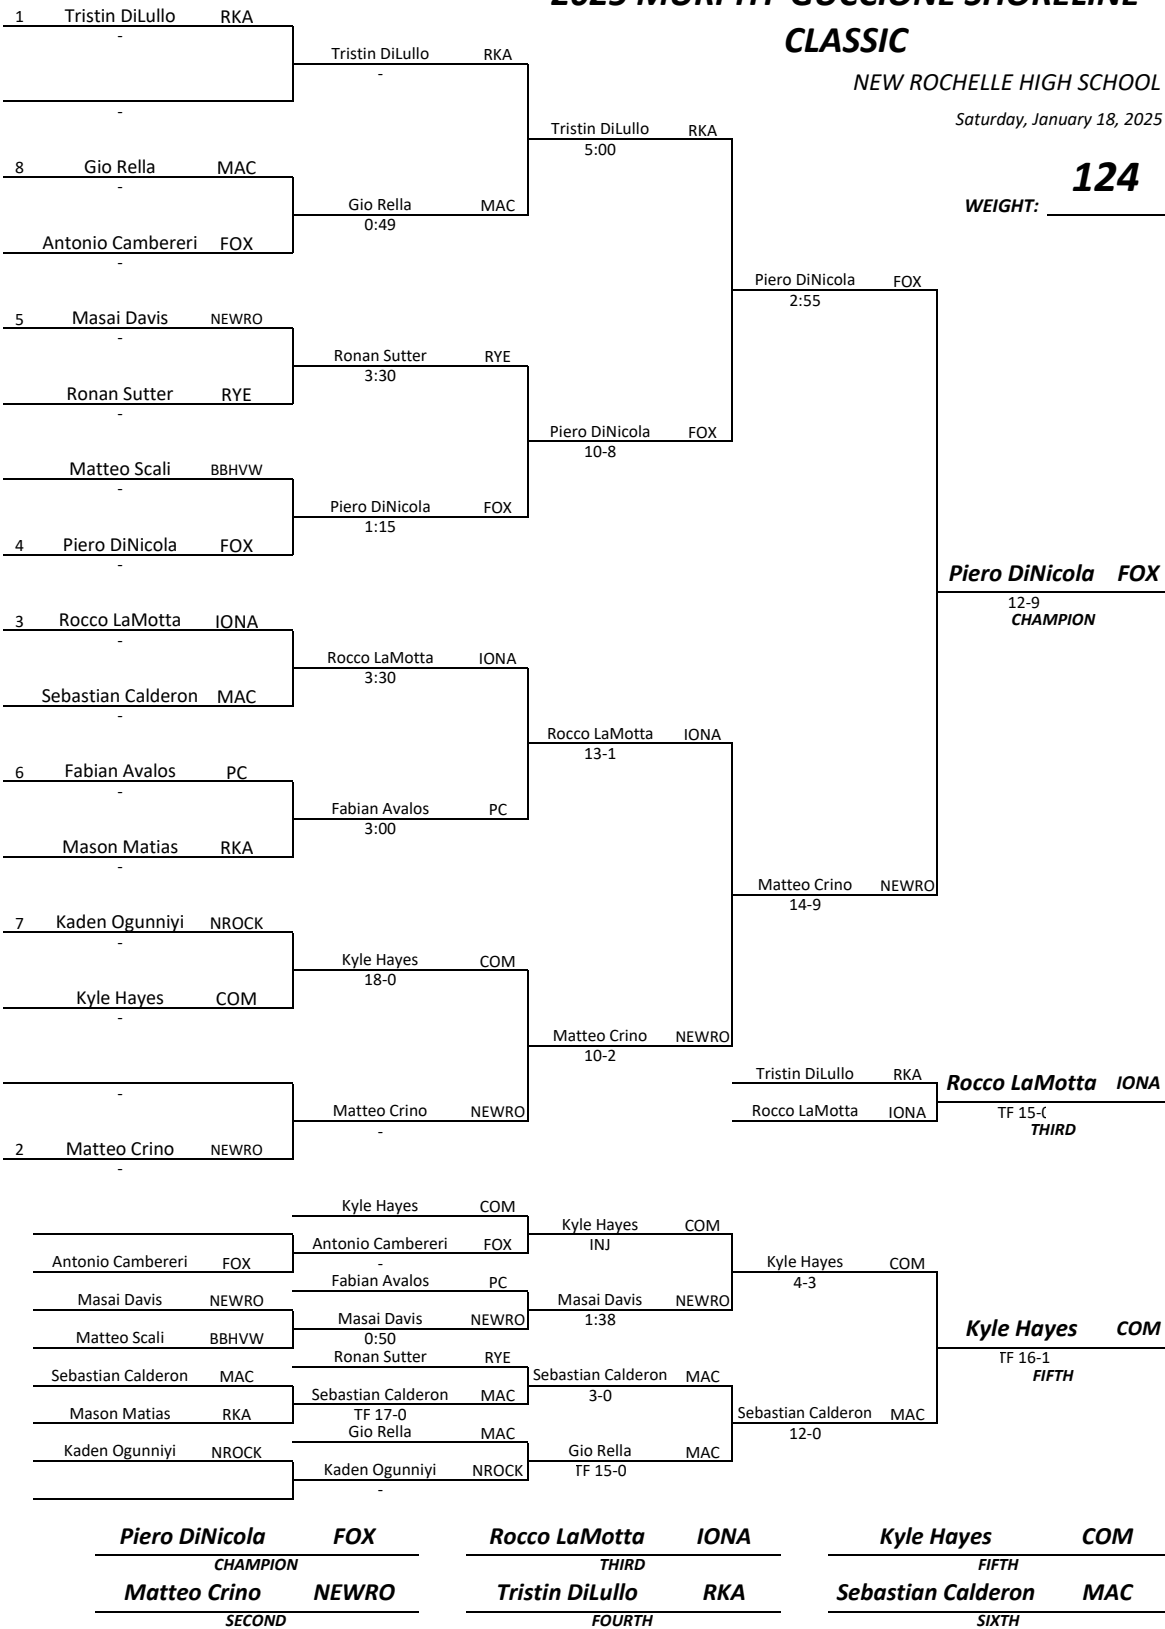 2025 MURPHY-GUCCIONE SHORELINE
CLASSIC
NEW ROCHELLE HIGH SCHOOL
Saturday, January 18, 2025
WEIGHT: 124
1 Tristin DiLullo RKA
-
-
8 Gio Rella MAC
-
Antonio Cambereri FOX
-
5 Masai Davis NEWRO
-
Ronan Sutter RYE
-
Matteo Scali BBHVW
-
4 Piero DiNicola FOX
-
3 Rocco LaMotta IONA
-
Sebastian Calderon MAC
-
6 Fabian Avalos PC
-
Mason Matias RKA
-
7 Kaden Ogunniyi NROCK
-
Kyle Hayes COM
-
-
2 Matteo Crino NEWRO
-
Tristin DiLullo RKA
-
Gio Rella MAC
0:49
Ronan Sutter RYE
3:30
Piero DiNicola FOX
1:15
Rocco LaMotta IONA
3:30
Fabian Avalos PC
3:00
Kyle Hayes COM
18-0
Matteo Crino NEWRO
-
Tristin DiLullo RKA
5:00
Piero DiNicola FOX
10-8
Rocco LaMotta IONA
13-1
Matteo Crino NEWRO
10-2
Piero DiNicola FOX
2:55
Matteo Crino NEWRO
14-9
Piero DiNicola FOX
12-9
CHAMPION
Tristin DiLullo RKA
Rocco LaMotta IONA
Rocco LaMotta IONA
TF 15-0
THIRD
Antonio Cambereri FOX
Masai Davis NEWRO
Matteo Scali BBHVW
Sebastian Calderon MAC
Mason Matias RKA
Kaden Ogunniyi NROCK
Kyle Hayes COM
Antonio Cambereri FOX
-
Fabian Avalos PC
Masai Davis NEWRO
0:50
Ronan Sutter RYE
Sebastian Calderon MAC
TF 17-0
Gio Rella MAC
Kaden Ogunniyi NROCK
-
Kyle Hayes COM
INJ
Masai Davis NEWRO
1:38
Sebastian Calderon MAC
3-0
Gio Rella MAC
TF 15-0
Kyle Hayes COM
4-3
Sebastian Calderon MAC
12-0
Kyle Hayes COM
TF 16-1
FIFTH
Piero DiNicola FOX Rocco LaMotta IONA Kyle Hayes COM
CHAMPION THIRD FIFTH
Matteo Crino NEWRO Tristin DiLullo RKA Sebastian Calderon MAC
SECOND FOURTH SIXTH